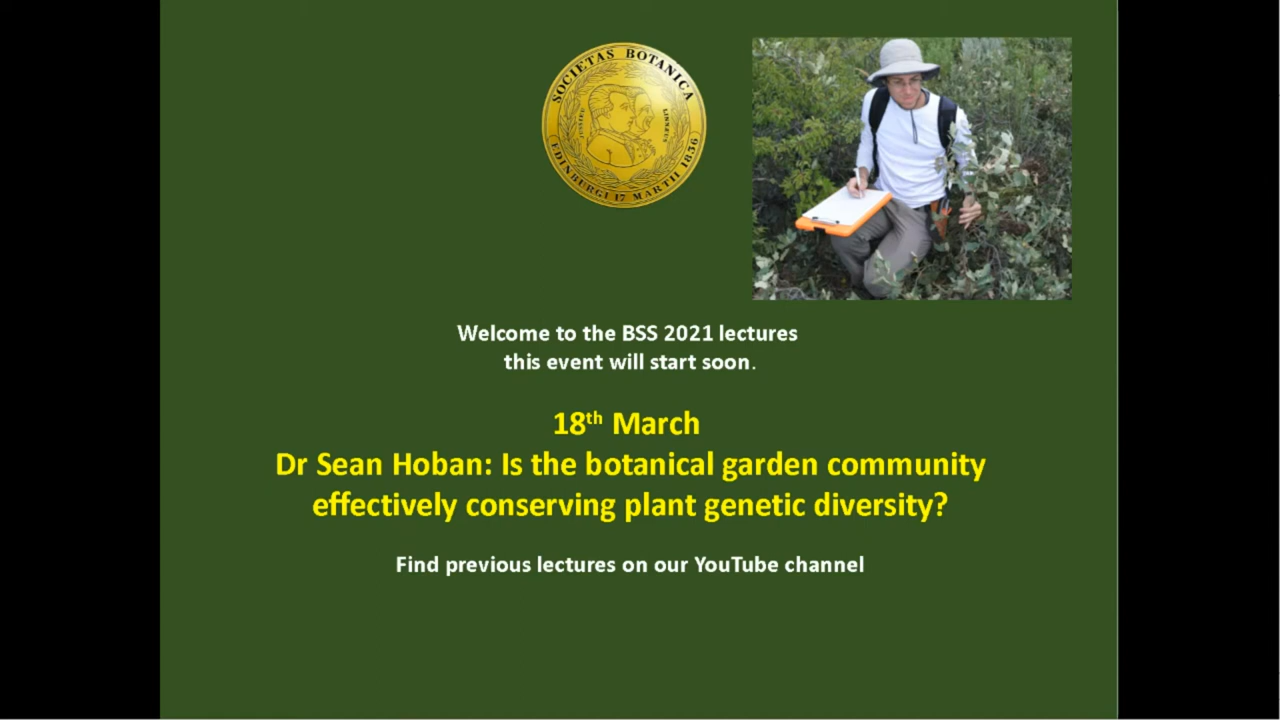 SOCIETAS BOTANICA
EDINBURGI 17 MARTII 1836
Welcome to the BSS 2021 lectures
this event will start soon.
18th March
Dr Sean Hoban: Is the botanical garden community
effectively conserving plant genetic diversity?
Find previous lectures on our YouTube channel